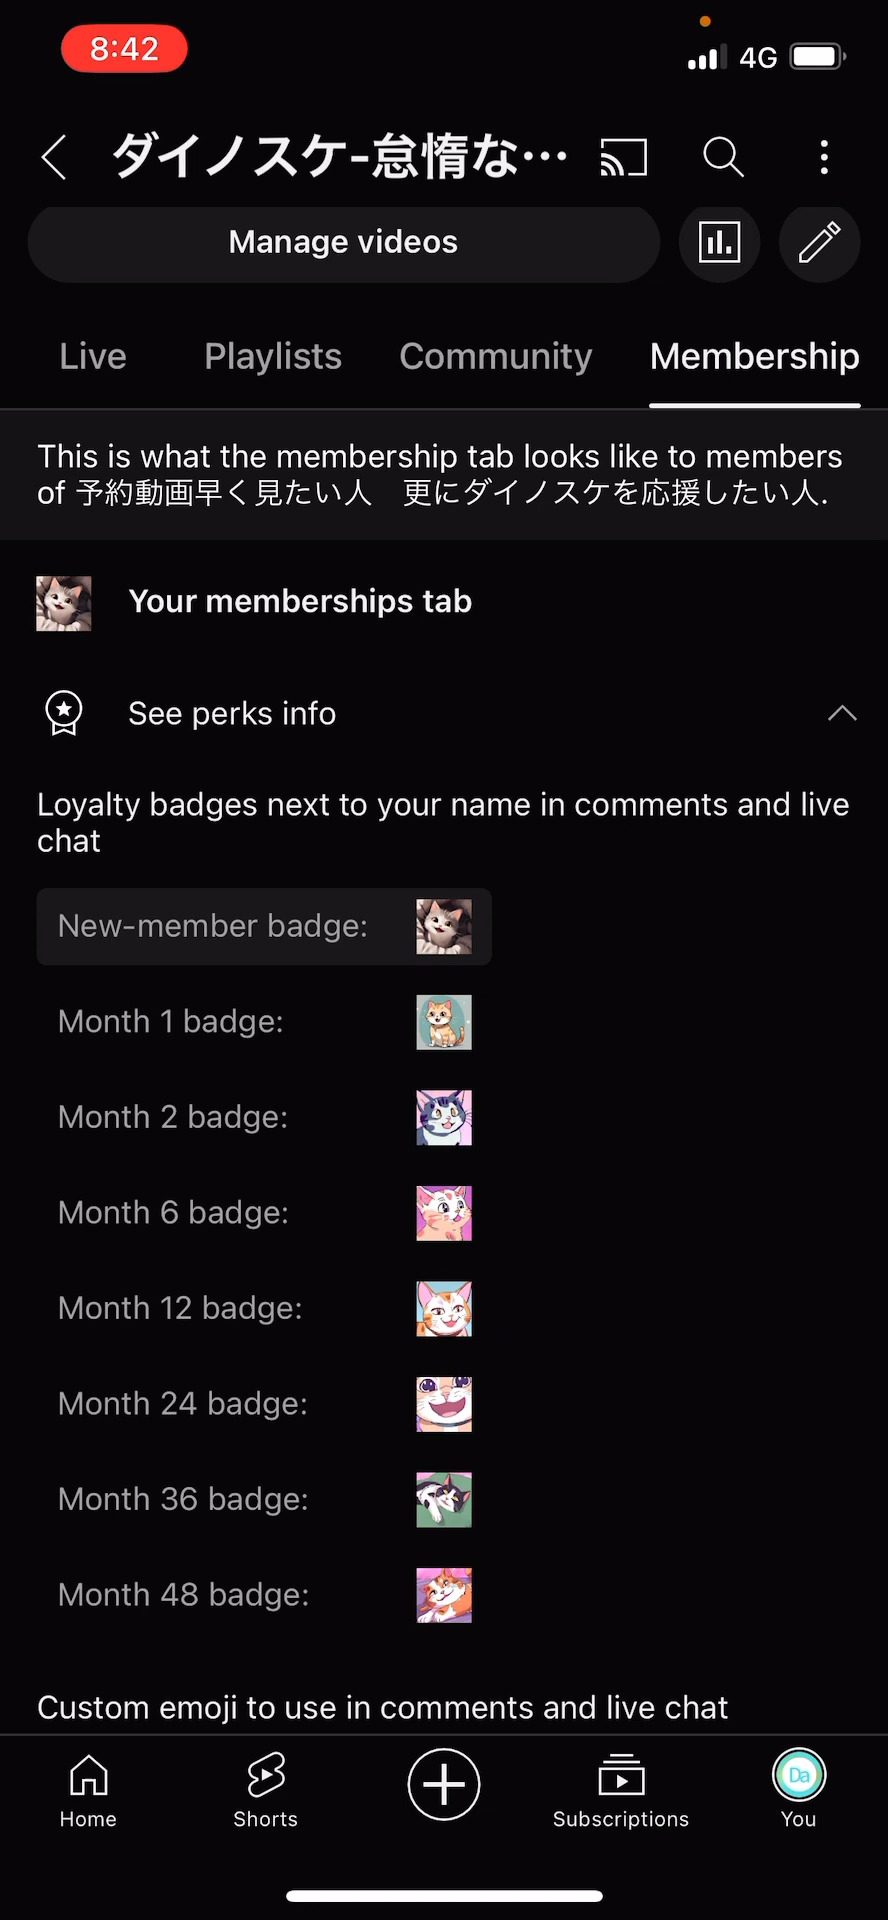 8:42
4G
ダイノスケ-怠惰な…
Manage videos
Live Playlists Community Membership
This is what the membership tab looks like to members
of 予約動画早く見たい人　更にダイノスケを応援したい人.
Your memberships tab
See perks info
Loyalty badges next to your name in comments and live
chat
New-member badge:
Month 1 badge:
Month 2 badge:
Month 6 badge:
Month 12 badge:
Month 24 badge:
Month 36 badge:
Month 48 badge:
Custom emoji to use in comments and live chat
Da
Home Shorts Subscriptions You